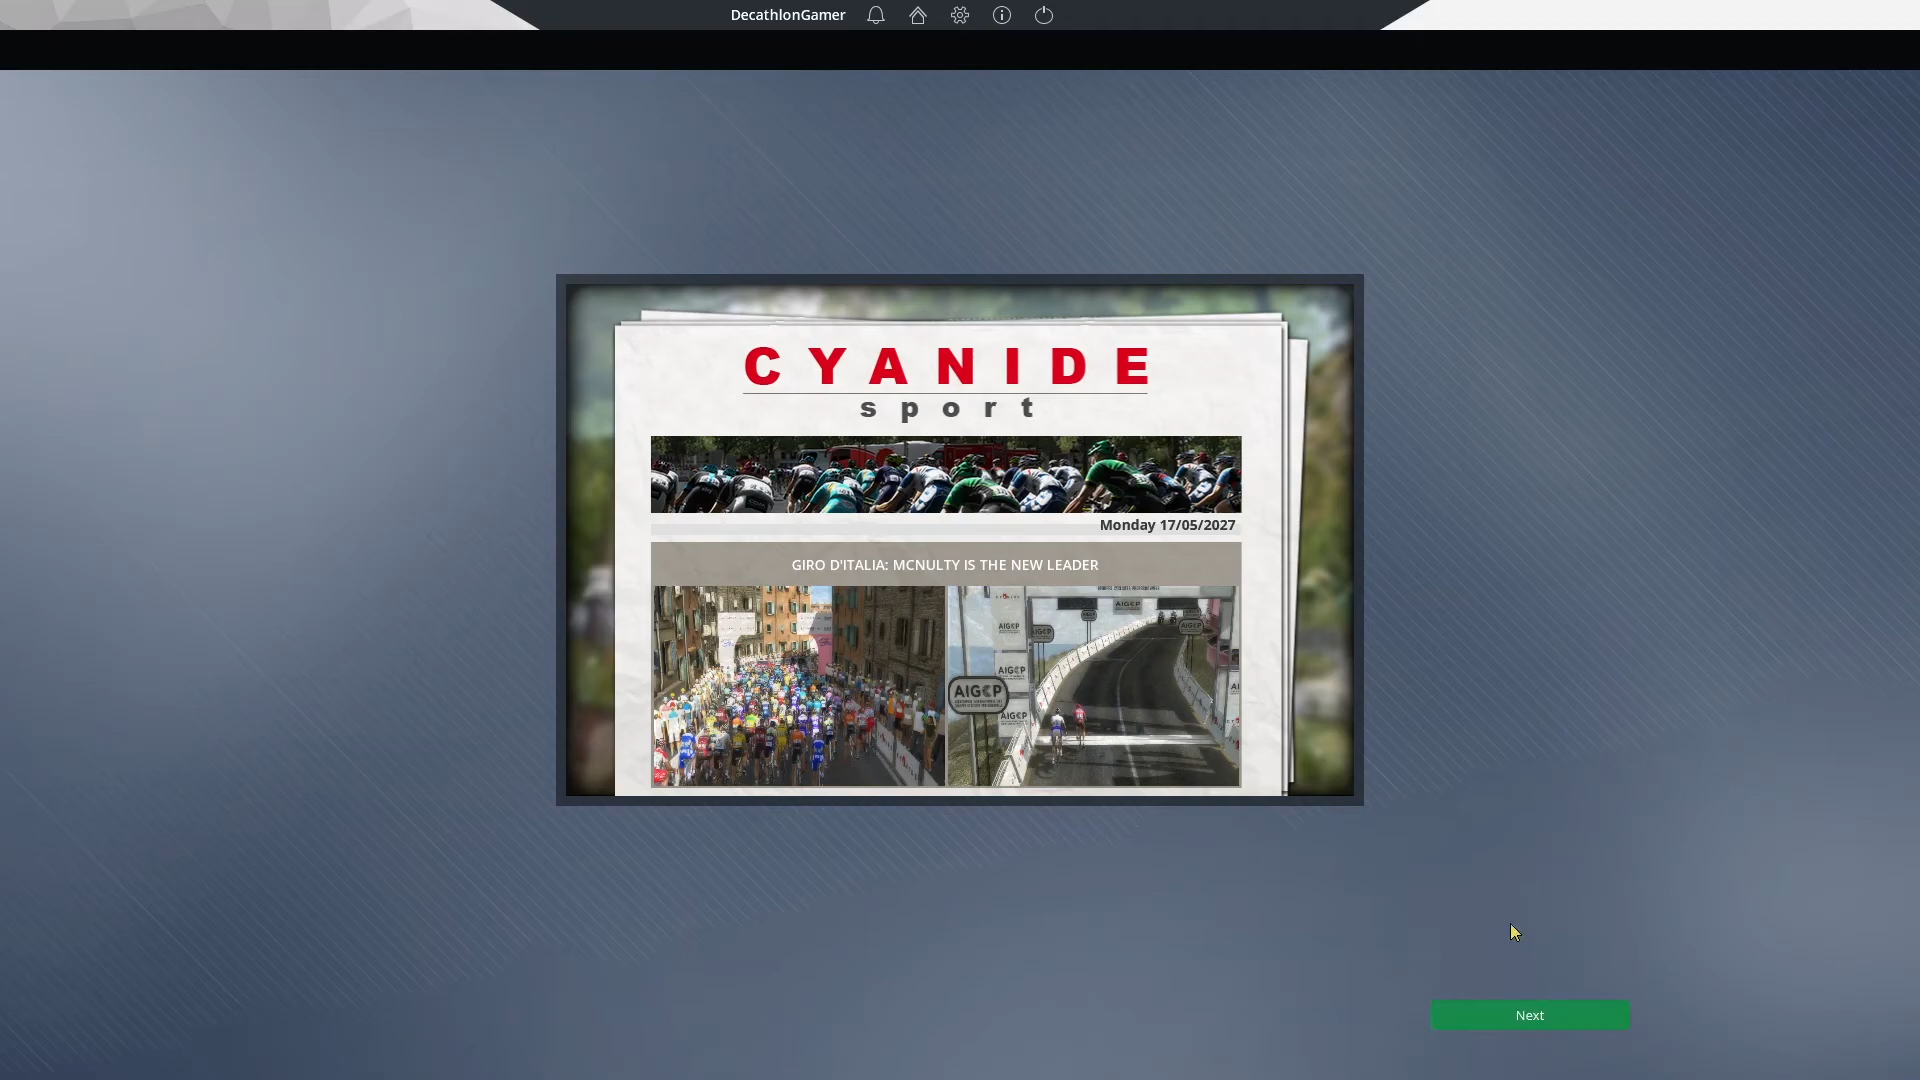 DecathlonGamer
CYANIDE
sport
Monday 17/05/2027
GIRO D'ITALIA: MCNULTY IS THE NEW LEADER
AIGCP
AIGCP
AIGCP
AIGCP
AIGCP
Next